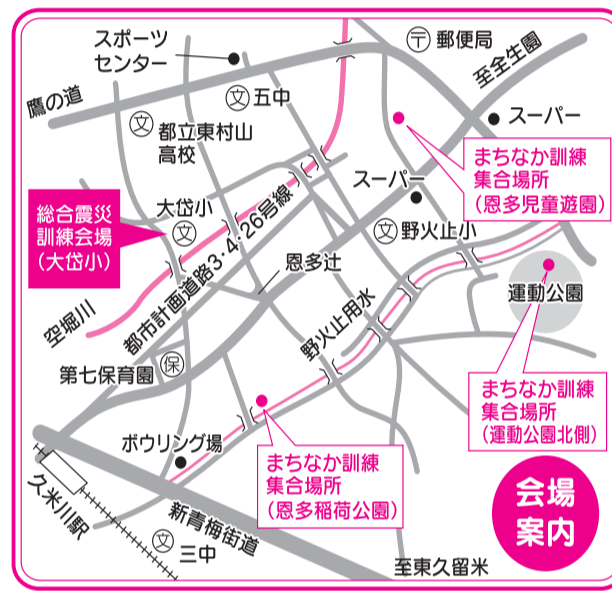 スポーツ
センター
〒郵便局
至全生園
鷹の道
文 五中
スーパー
文 都立東村山
高校
まちなか訓練
集合場所
(恩多児童遊園)
スーパー
総合震災
訓練会場
(大岱小)
大岱小
文
文 野火止小
都市計画道路3・4・26号線
恩多辻
運動公園
空堀川
野火止用水
第七保育園 保
まちなか訓練
集合場所
(運動公園北側)
ボウリング場
まちなか訓練
集合場所
(恩多稲荷公園)
久米川駅
新青梅街道
文 三中
会場
案内
至東久留米